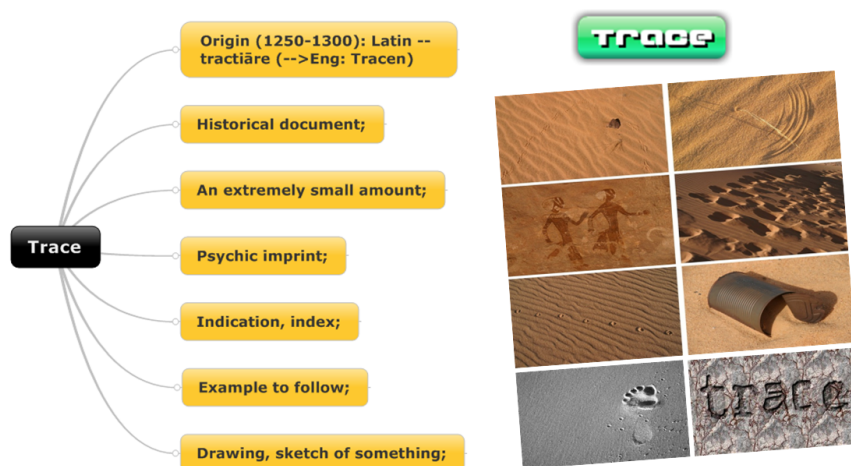 Origin (1250-1300): Latin --
tractiāre (-->Eng: Tracen)
Historical document;
An extremely small amount;
Trace
Psychic imprint;
Indication, index;
Example to follow;
Drawing, sketch of something;
Trace
trace